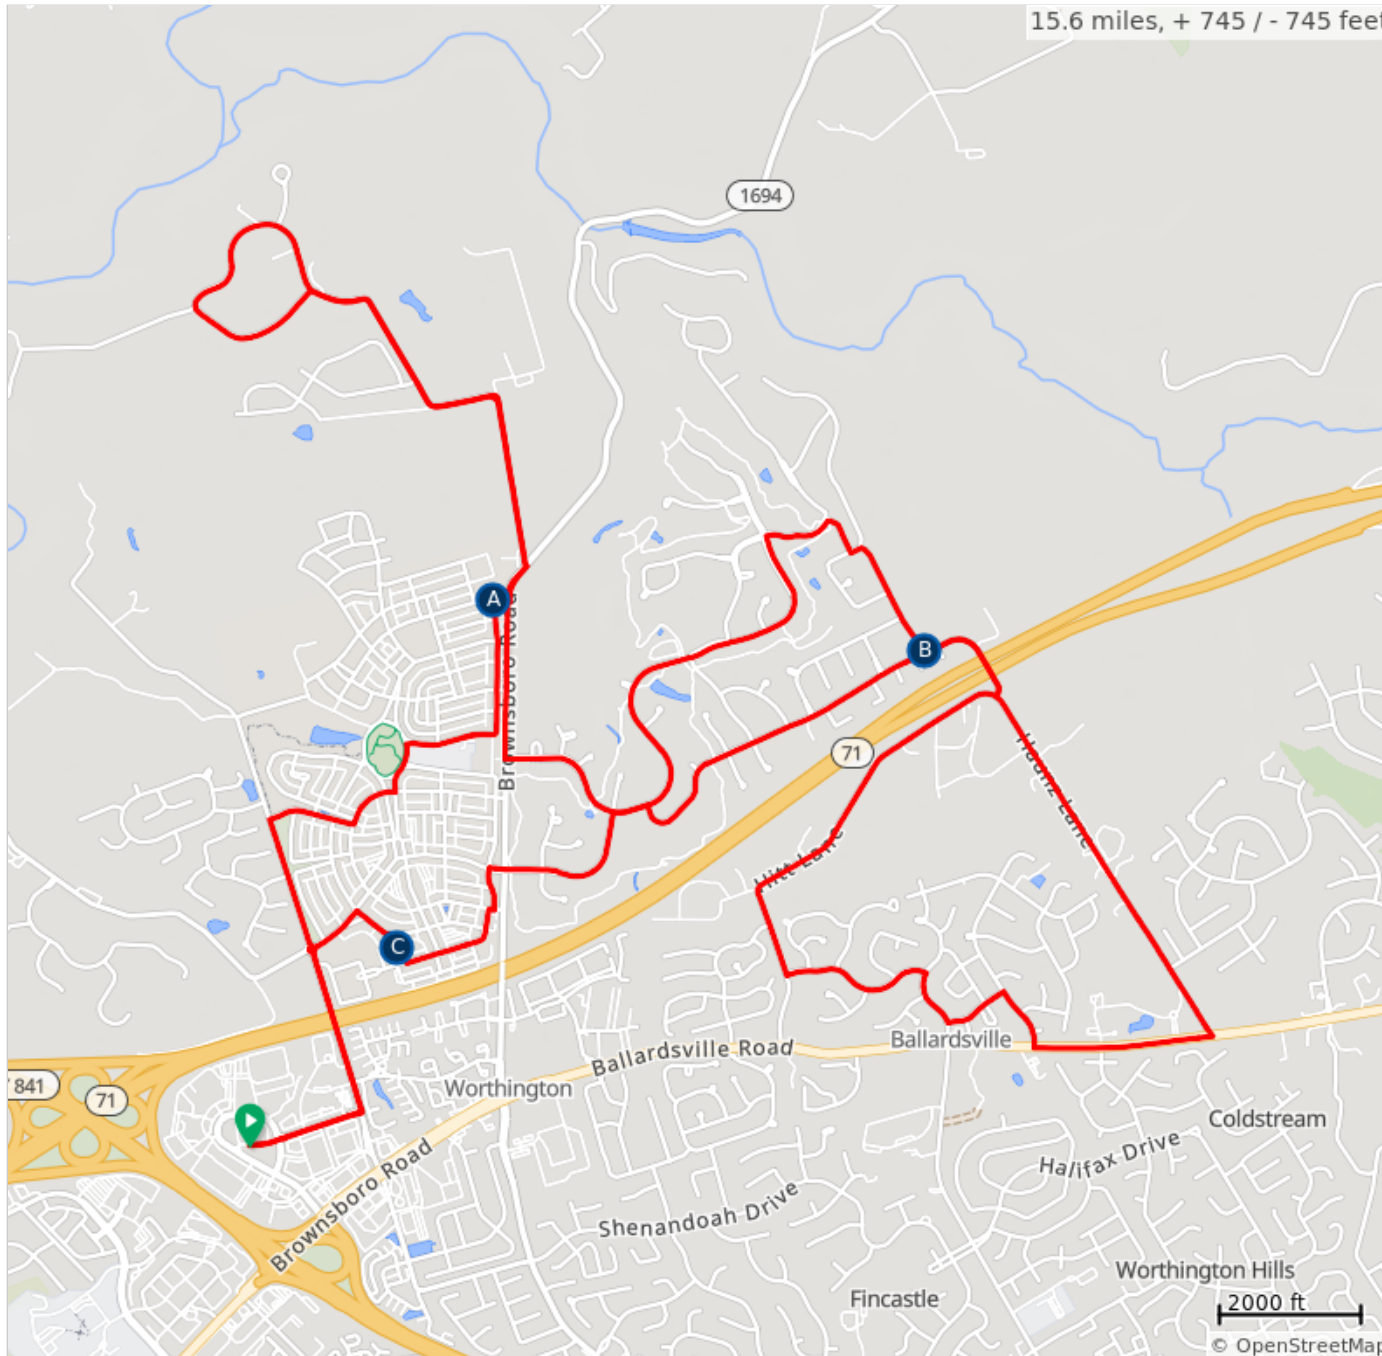 15.6 miles, + 745 / - 745 feet
1694
A
Brownsboro Road
B
71
Haunz Lane
Hitt Lane
C
Ballardsville
Ballardsville Road
841
71
Worthington
Coldstream
Halifax Drive
Brownsboro Road
Shenandoah Drive
Worthington Hills
Fincastle
2000 ft
© OpenStreetMap